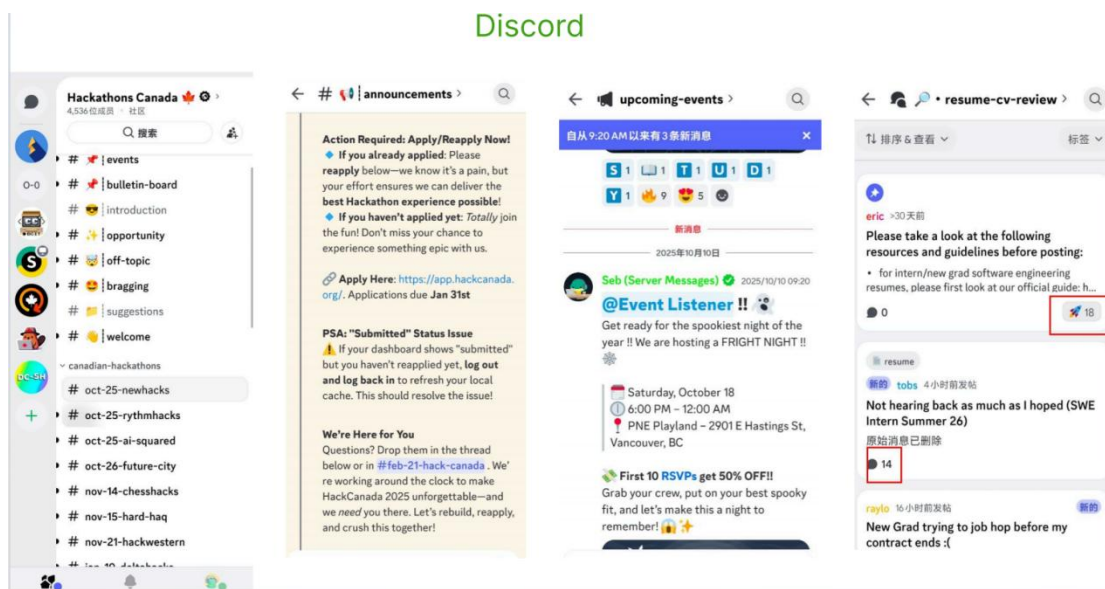 Discord
Hackathons Canada
4,536位成员 · 社区
搜索
# events
# bulletin-board
# introduction
# opportunity
# off-topic
# bragging
# suggestions
# welcome
canadian-hackathons
# oct-25-newhacks
# oct-25-rythmhacks
# oct-25-ai-squared
# oct-26-future-city
# nov-14-chesshacks
# nov-15-hard-haq
# nov-21-hackwestern
# announcements
Action Required: Apply/Reapply Now!
If you already applied: Please
reapply below—we know it's a pain, but
your effort ensures we can deliver the
best Hackathon experience possible!
If you haven't applied yet: Totally join
the fun! Don't miss your chance to
experience something epic with us.
Apply Here: https://app.hackcanada.
org/. Applications due Jan 31st
PSA: "Submitted" Status Issue
If your dashboard shows "submitted"
but you haven't reapplied yet, log out
and log back in to refresh your local
cache. This should resolve the issue!
We're Here for You
Questions? Drop them in the thread
below or in #feb-21-hack-canada . We'
re working around the clock to make
HackCanada 2025 unforgettable—and
we need you there. Let's rebuild, reapply,
and crush this together!
upcoming-events
自从 9:20 AM 以来有 3 条新消息
S 1 1 T 1 U 1 D 1
Y 1 9 5
新消息
2025年10月10日
Seb (Server Messages) 2025/10/10 09:20
@Event Listener !!
Get ready for the spookiest night of the
year !! We are hosting a FRIGHT NIGHT !!
Saturday, October 18
6:00 PM – 12:00 AM
PNE Playland – 2901 E Hastings St,
Vancouver, BC
First 10 RSVPs get 50% OFF!!
Grab your crew, put on your best spooky
fit, and let's make this a night to
remember!
resume-cv-review
排序 & 查看
标签
eric >30天前
Please take a look at the following
resources and guidelines before posting:
• for intern/new grad software engineering
resumes, please first look at our official guide: h...
0
18
resume
新的 tobs 4小时前发帖
Not hearing back as much as I hoped (SWE
Intern Summer 26)
原始消息已删除
14
raylo 16小时前发帖 新的
New Grad trying to job hop before my
contract ends :(